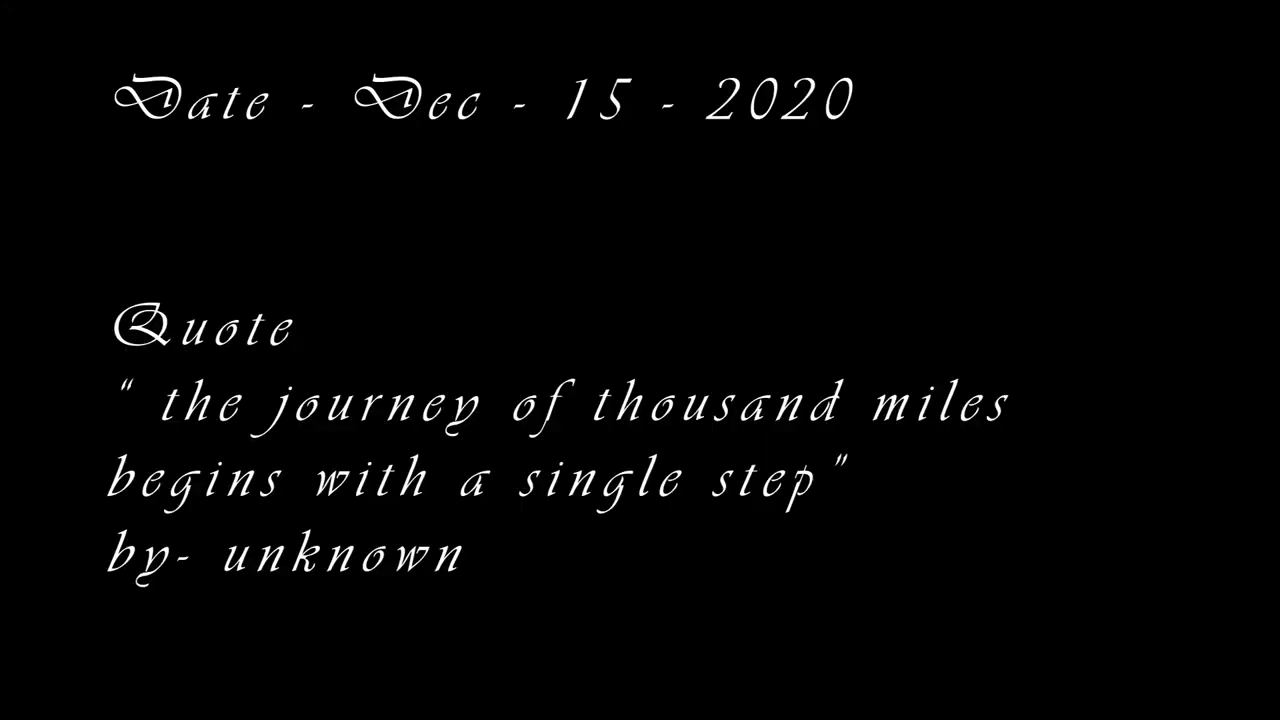 Date - Dec - 15 - 2020
Quote
“ the journey of thousand miles
begins with a single step”
by- unknown